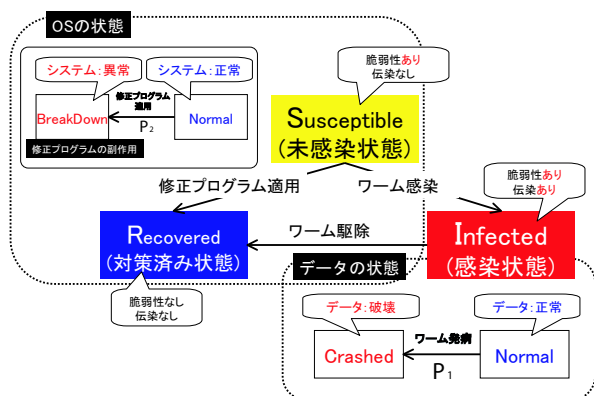 OSの状態
システム:異常
システム:正常
BreakDown
修正プログラム
適用
P2
Normal
修正プログラムの副作用
脆弱性あり
伝染なし
Susceptible
(未感染状態)
修正プログラム適用
ワーム感染
脆弱性あり
伝染あり
Recovered
(対策済み状態)
ワーム駆除
Infected
(感染状態)
脆弱性なし
伝染なし
データの状態
データ:破壊
データ:正常
Crashed
ワーム発病
P1
Normal